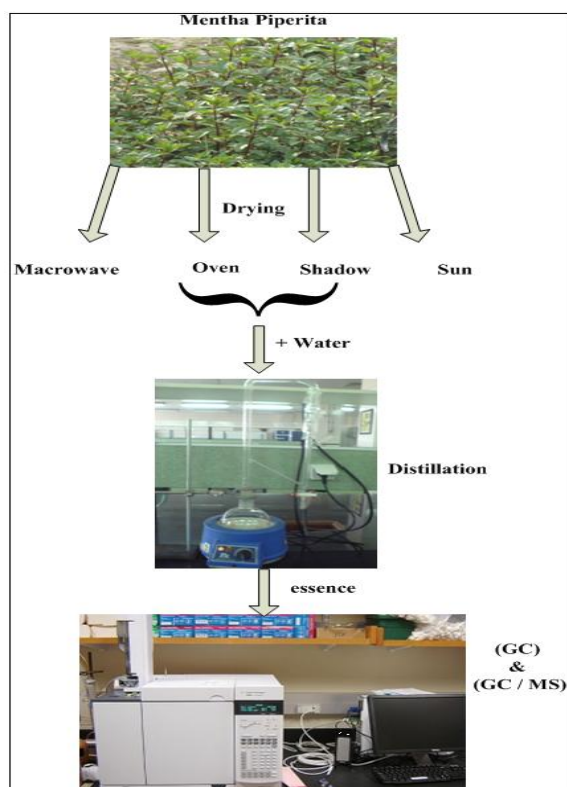 Mentha Piperita
Drying
Macrowave Oven Shadow Sun
+ Water
Distillation
essence
(GC)
&
(GC / MS)